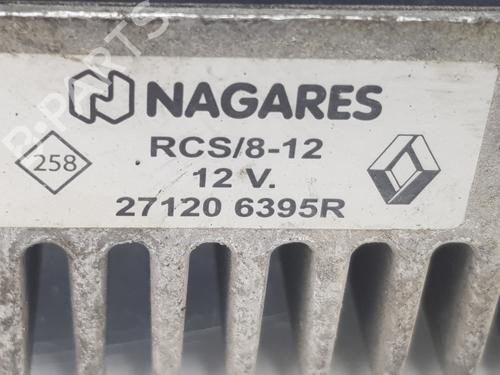 B-PARTS
NAGARES
258
RCS/8-12
12 V.
27120 6395R